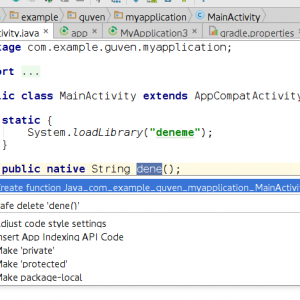 example guven myapplication MainActivity
tivity.java × app × MyApplication3 × gradle.properties
kage com.example.guven.myapplication;
ort ...
lic class MainActivity extends AppCompatActivity
static {
System.loadLibrary("deneme");
}
public native String dene();
Create function Java_com_example_guven_myapplication_MainActivi
afe delete 'dene()'
djust code style settings
nsert App Indexing API Code
Make 'private'
Make 'protected'
Make package-local